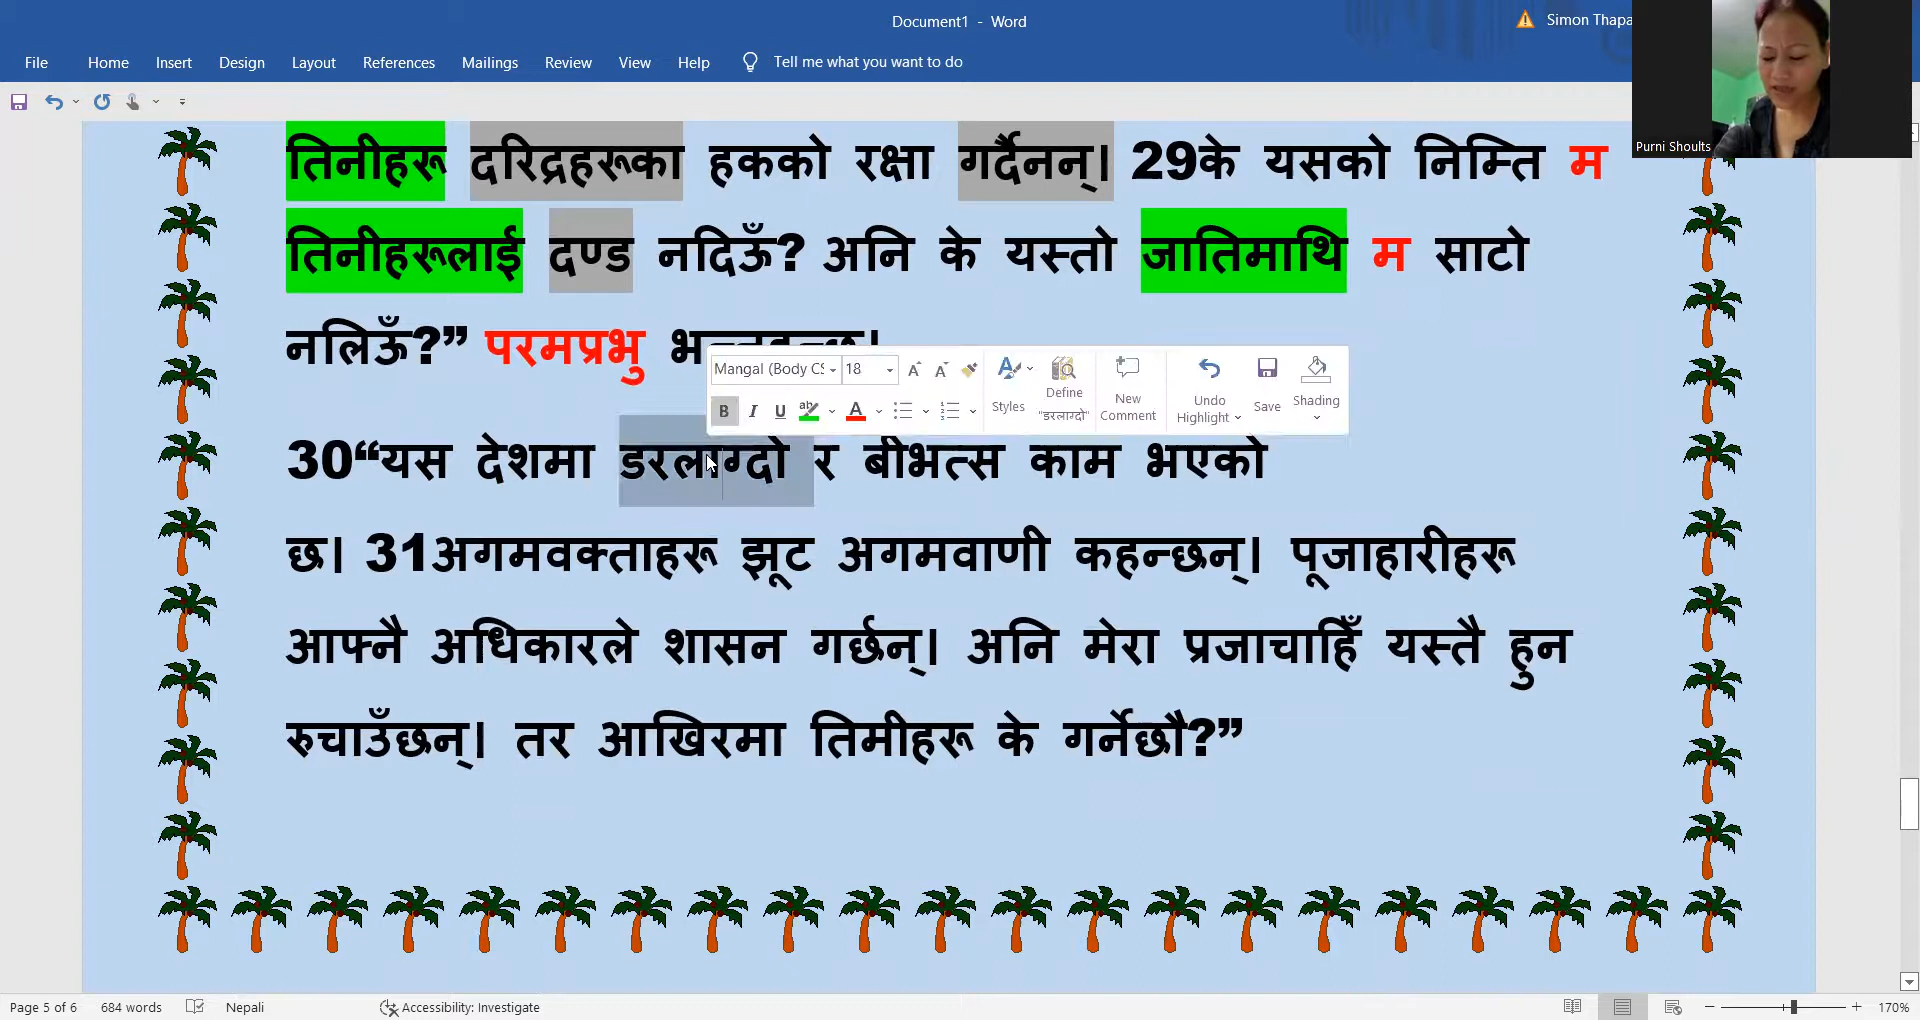 Document1 - Word
Simon Thapa
File Home Insert Design Layout References Mailings Review View Help Tell me what you want to do
Purni Shoults
तिनीहरू दरिद्रहरूका हकको रक्षा गर्दैनन्। 29के यसको निम्ति म
तिनीहरूलाई दण्ड नदिऊँ? अनि के यस्तो जातिमाथि म साटो
नलिऊँ?” परमप्रभु
Mangal (Body CS 18
Styles Define "डरलाग्दो" New Comment Undo Highlight Save Shading
30“यस देशमा डरलाग्दो र बीभत्स काम भएको
छ। 31अगमवक्ताहरू झूट अगमवाणी कहन्छन्। पूजाहारीहरू
आफ्नै अधिकारले शासन गर्छन्। अनि मेरा प्रजाचाहिँ यस्तै हुन
रुचाउँछन्। तर आखिरमा तिमीहरू के गर्नेछौ?”
Page 5 of 6 684 words Nepali Accessibility: Investigate 170%